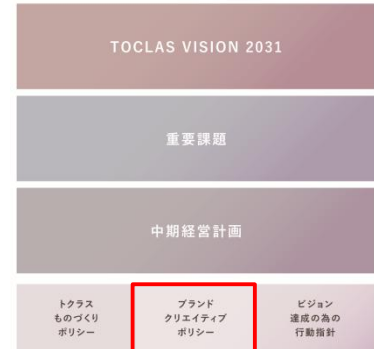 TOCLAS VISION 2031
重要課題
中期経営計画
トクラス
ものづくり
ポリシー
ブランド
クリエイティブ
ポリシー
ビジョン
達成の為の
行動指針